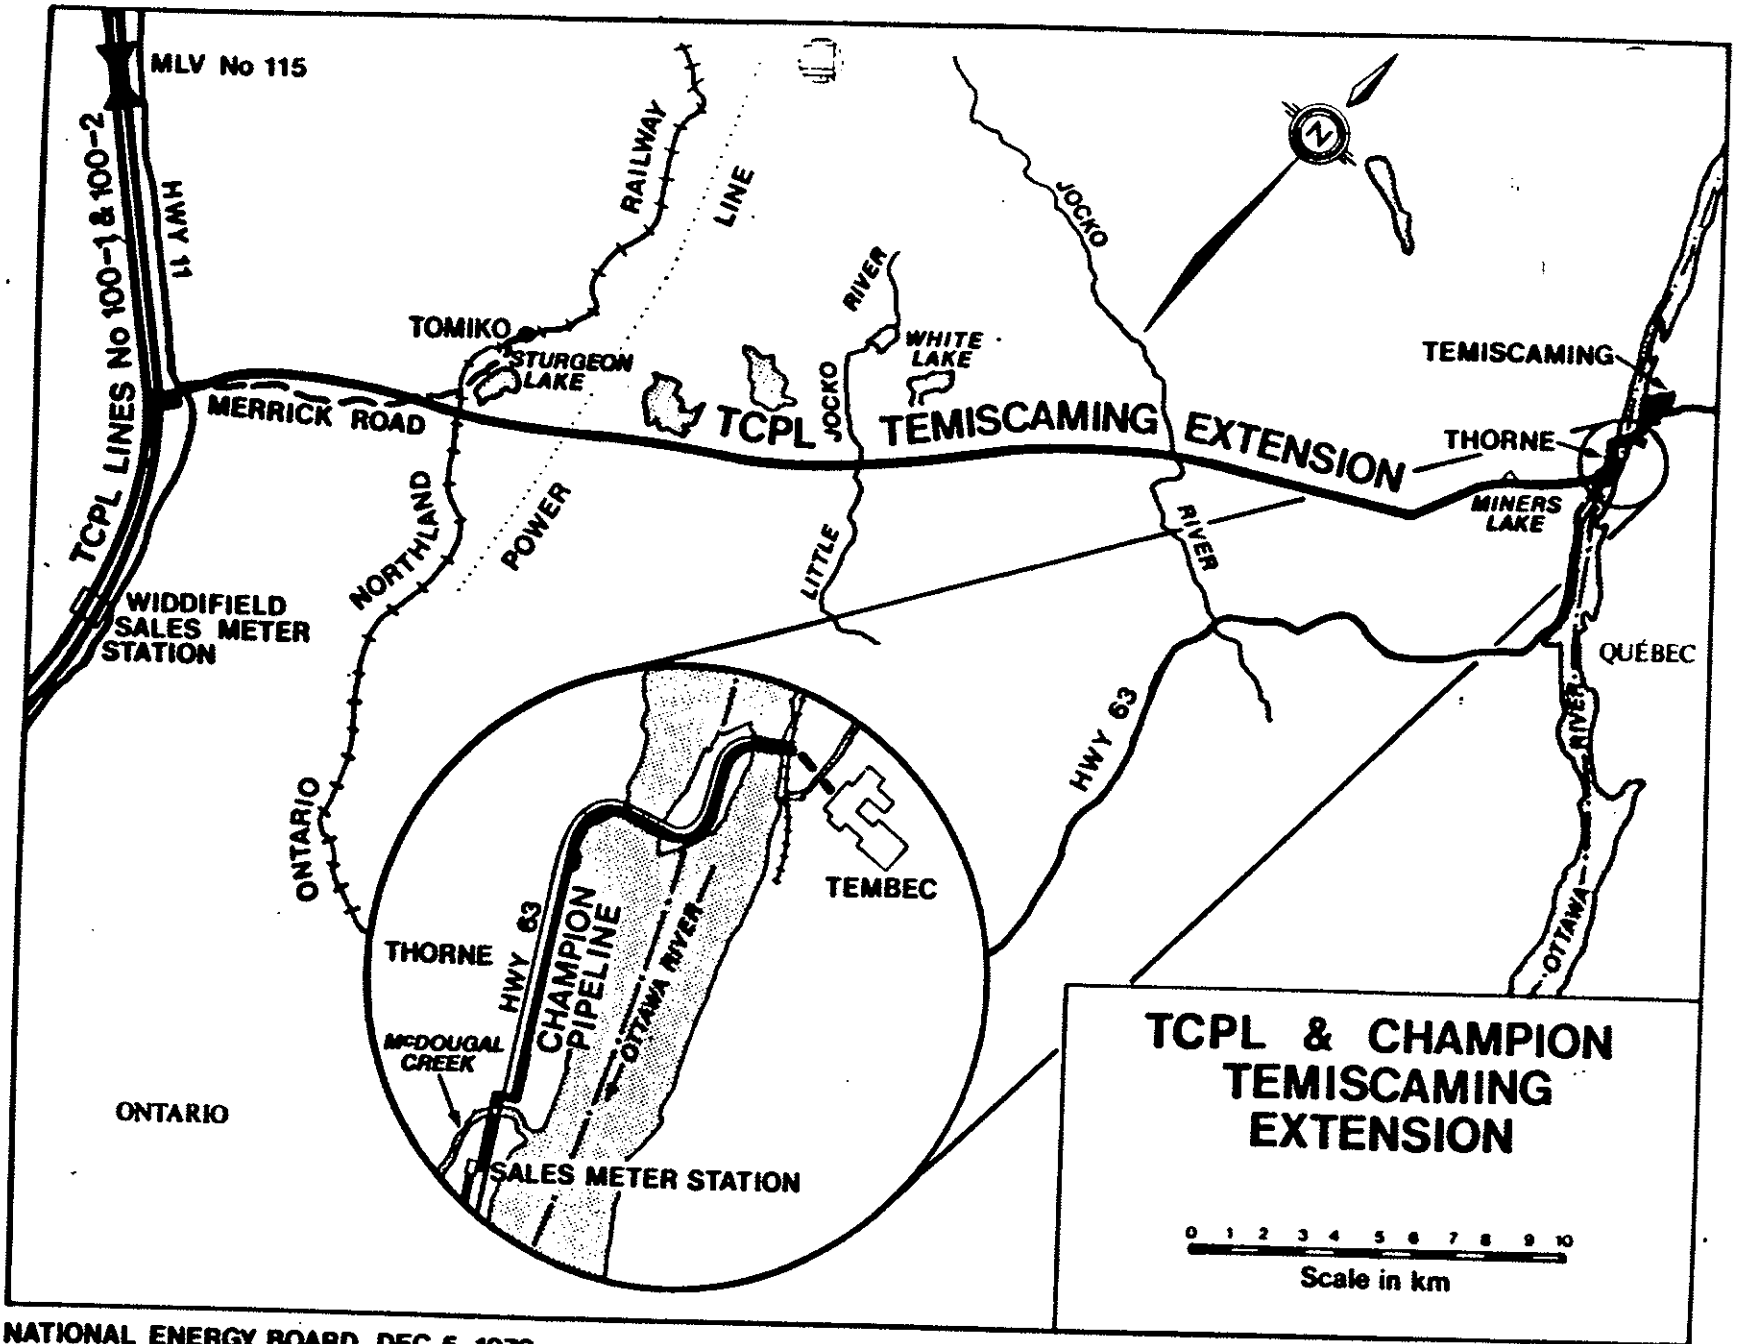 MLV No 115
TCPL LINES No 100-1 & 100-2
HWY 11
RAILWAY
LINE
JOCKO
N
RIVER
TOMIKO
STURGEON
LAKE
WHITE
LAKE
TEMISCAMING
MERRICK ROAD
TCPL
JOCKO
TEMISCAMING EXTENSION
THORNE
MINERS
LAKE
NORTHLAND
POWER
LITTLE
RIVER
WIDDIFIELD
SALES METER
STATION
QUÉBEC
HWY 63
RIVER
ONTARIO
OTTAWA
TEMBEC
THORNE
HWY 63
CHAMPION
PIPELINE
OTTAWA RIVER
McDOUGAL
CREEK
ONTARIO
SALES METER STATION
TCPL & CHAMPION
TEMISCAMING
EXTENSION
0 1 2 3 4 5 6 7 8 9 10
Scale in km
NATIONAL ENERGY BOARD, DEC 5,